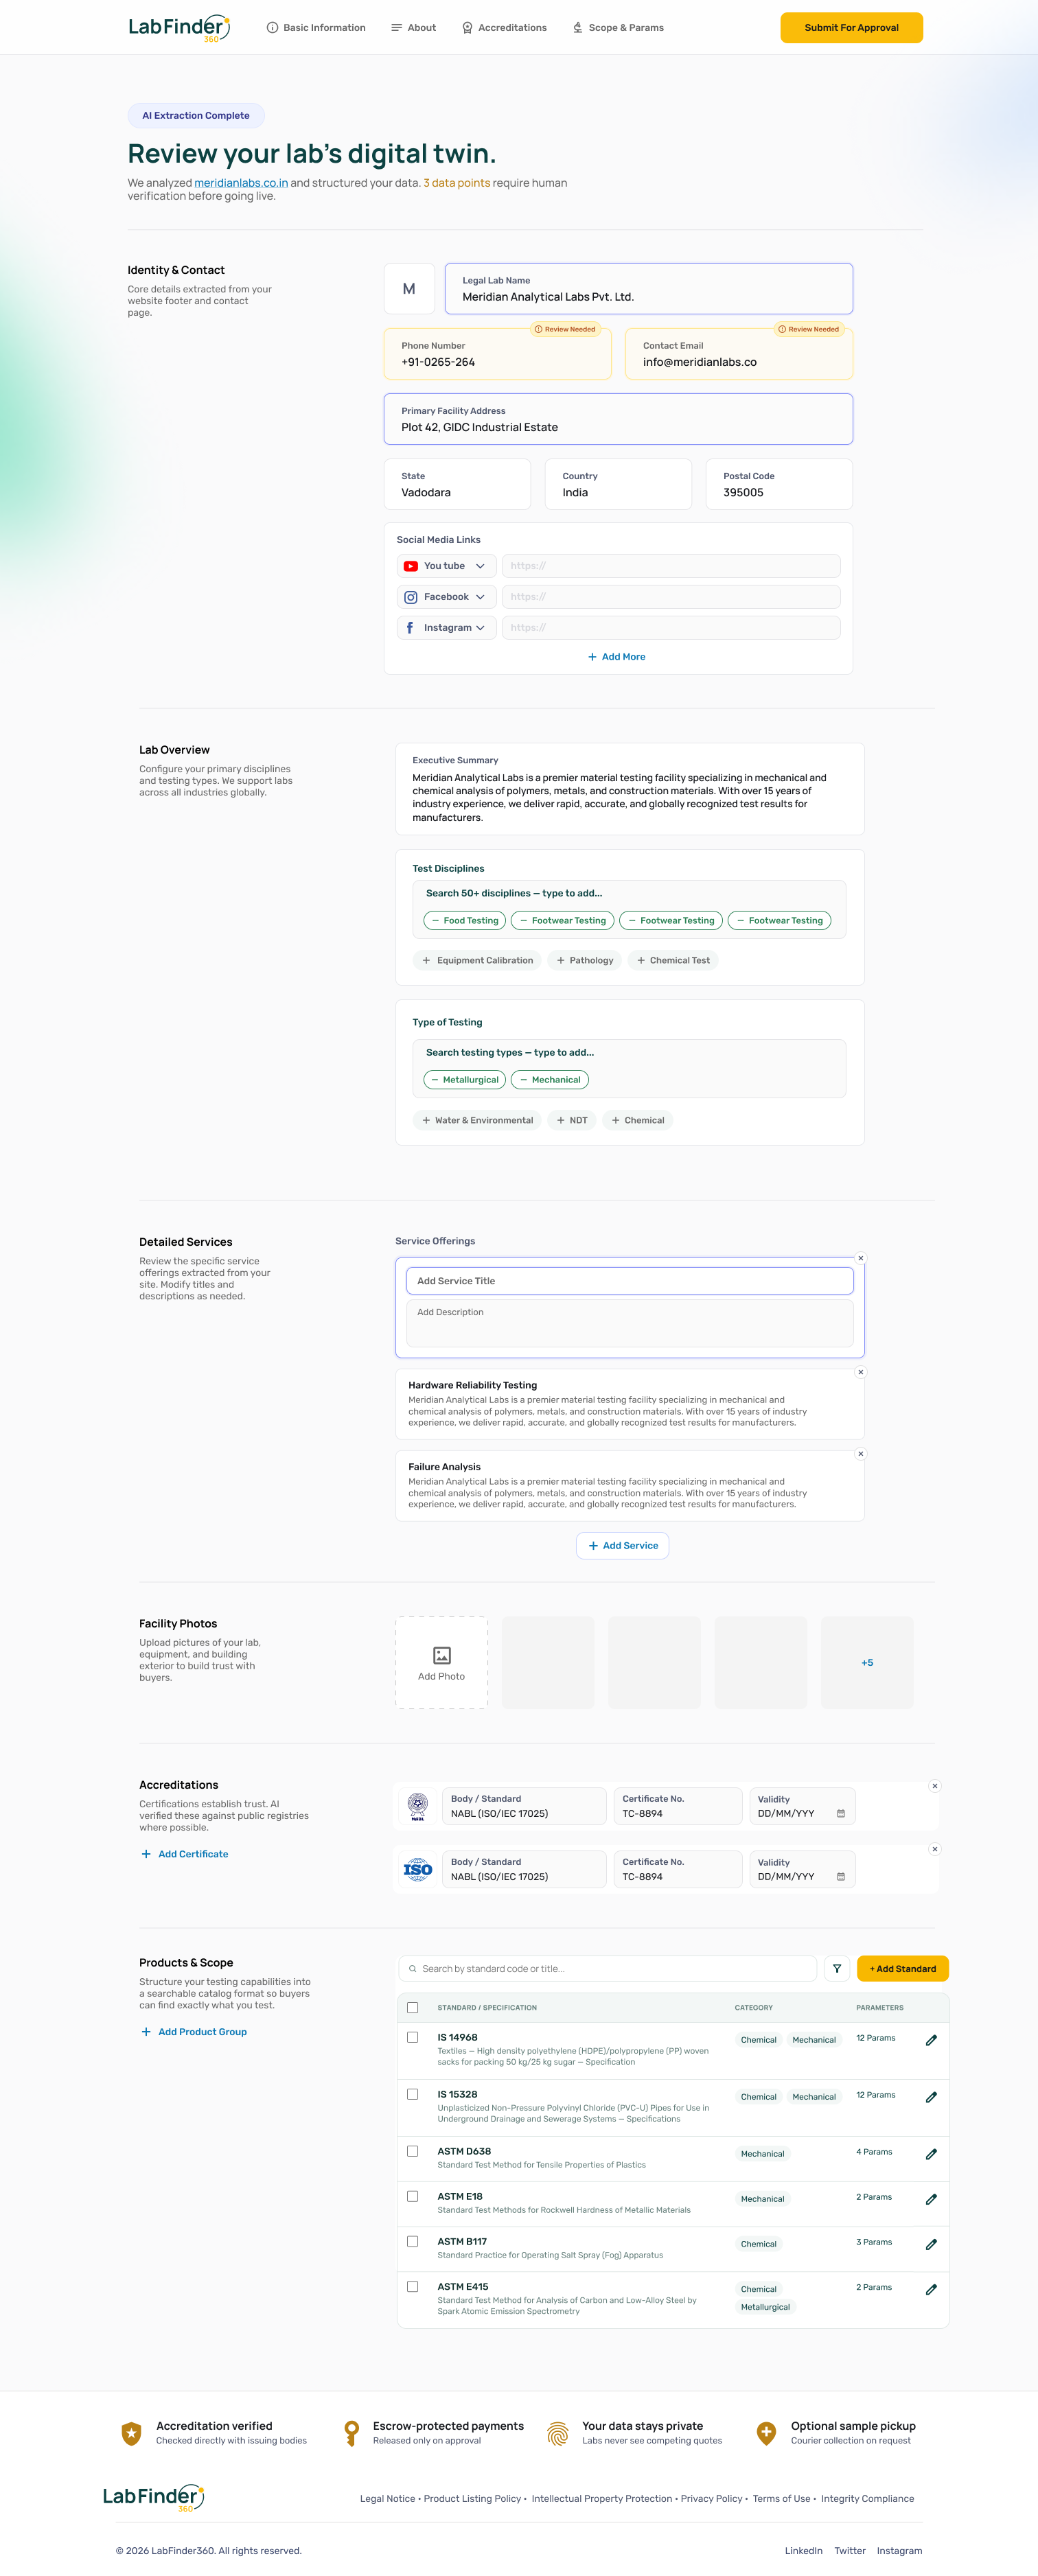 LabFinder
360
Basic Information
About
Accreditations
Scope & Params
Submit For Approval
AI Extraction Complete
Review your lab's digital twin.
We analyzed meridianlabs.co.in and structured your data. 3 data points require human
verification before going live.
Identity & Contact
Core details extracted from your
website footer and contact
page.
M
Legal Lab Name
Meridian Analytical Labs Pvt. Ltd.
Review Needed
Phone Number
+91-0265-264
Review Needed
Contact Email
info@meridianlabs.co
Primary Facility Address
Plot 42, GIDC Industrial Estate
State
Vadodara
Country
India
Postal Code
395005
Social Media Links
You tube
https://
Facebook
https://
Instagram
https://
Add More
Lab Overview
Configure your primary disciplines
and testing types. We support labs
across all industries globally.
Executive Summary
Meridian Analytical Labs is a premier material testing facility specializing in mechanical and
chemical analysis of polymers, metals, and construction materials. With over 15 years of
industry experience, we deliver rapid, accurate, and globally recognized test results for
manufacturers.
Test Disciplines
Search 50+ disciplines — type to add...
Food Testing
Footwear Testing
Footwear Testing
Footwear Testing
Equipment Calibration
Pathology
Chemical Test
Type of Testing
Search testing types — type to add...
Metallurgical
Mechanical
Water & Environmental
NDT
Chemical
Detailed Services
Review the specific service
offerings extracted from your
site. Modify titles and
descriptions as needed.
Service Offerings
Add Service Title
Add Description
Hardware Reliability Testing
Meridian Analytical Labs is a premier material testing facility specializing in mechanical and
chemical analysis of polymers, metals, and construction materials. With over 15 years of industry
experience, we deliver rapid, accurate, and globally recognized test results for manufacturers.
Failure Analysis
Meridian Analytical Labs is a premier material testing facility specializing in mechanical and
chemical analysis of polymers, metals, and construction materials. With over 15 years of industry
experience, we deliver rapid, accurate, and globally recognized test results for manufacturers.
Add Service
Facility Photos
Upload pictures of your lab,
equipment, and building
exterior to build trust with
buyers.
Add Photo
+5
Accreditations
Certifications establish trust. AI
verified these against public registries
where possible.
Add Certificate
NABL
Body / Standard
NABL (ISO/IEC 17025)
Certificate No.
TC-8894
Validity
DD/MM/YYY
ISO
Body / Standard
NABL (ISO/IEC 17025)
Certificate No.
TC-8894
Validity
DD/MM/YYY
Products & Scope
Structure your testing capabilities into
a searchable catalog format so buyers
can find exactly what you test.
Add Product Group
Search by standard code or title...
+ Add Standard
STANDARD / SPECIFICATION
CATEGORY
PARAMETERS
IS 14968
Textiles — High density polyethylene (HDPE)/polypropylene (PP) woven
sacks for packing 50 kg/25 kg sugar — Specification
Chemical
Mechanical
12 Params
IS 15328
Unplasticized Non-Pressure Polyvinyl Chloride (PVC-U) Pipes for Use in
Underground Drainage and Sewerage Systems — Specifications
Chemical
Mechanical
12 Params
ASTM D638
Standard Test Method for Tensile Properties of Plastics
Mechanical
4 Params
ASTM E18
Standard Test Methods for Rockwell Hardness of Metallic Materials
Mechanical
2 Params
ASTM B117
Standard Practice for Operating Salt Spray (Fog) Apparatus
Chemical
3 Params
ASTM E415
Standard Test Method for Analysis of Carbon and Low-Alloy Steel by
Spark Atomic Emission Spectrometry
Chemical
Metallurgical
2 Params
Accreditation verified
Checked directly with issuing bodies
Escrow-protected payments
Released only on approval
Your data stays private
Labs never see competing quotes
Optional sample pickup
Courier collection on request
LabFinder
360
Legal Notice • Product Listing Policy • Intellectual Property Protection • Privacy Policy • Terms of Use • Integrity Compliance
© 2026 LabFinder360. All rights reserved.
LinkedIn Twitter Instagram